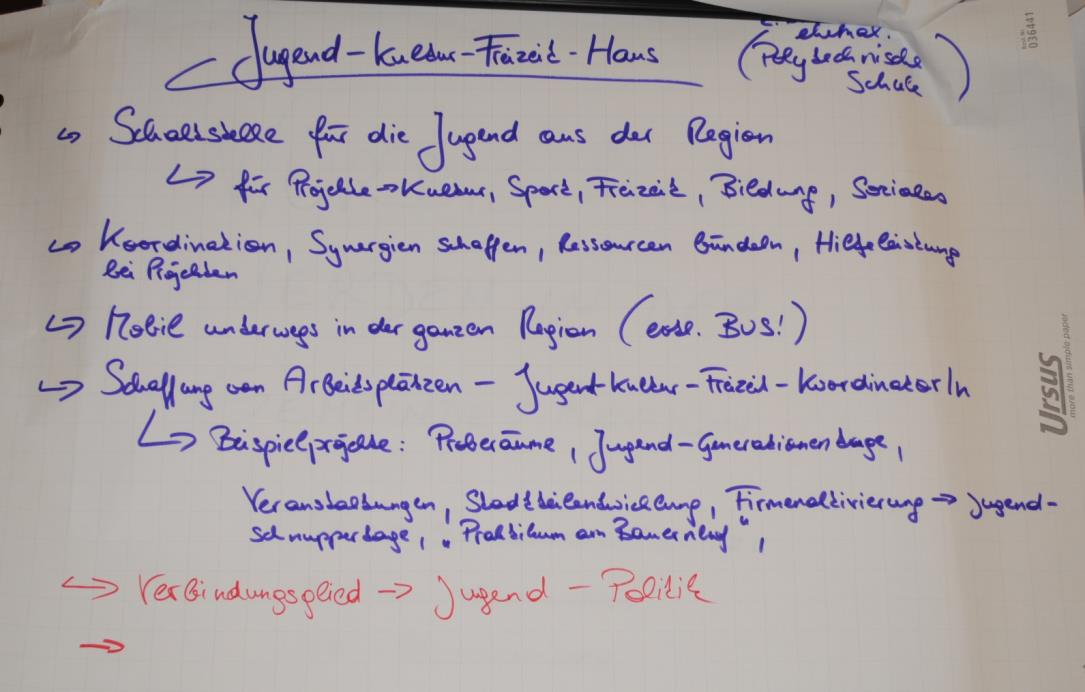 Jugend-Kultur-Freizeit-Haus
(ehemal. Polytechnische Schule)
↳ Schaltstelle für die Jugend aus der Region
↳ für Projekte → Kultur, Sport, Freizeit, Bildung, Soziales
↳ Koordination, Synergien schaffen, Ressourcen bündeln, Hilfeleistung
bei Projekten
↳ Mobil unterwegs in der ganzen Region (evtl. BUS!)
↳ Schaffung von Arbeitsplätzen – Jugend-Kultur-Freizeit-KoordinatorIn
↳ Beispielprojekte: Proberäume, Jugend-Generationentage,
Veranstaltungen, Stadtteilentwicklung, Firmenaktivierung → Jugend-
schnuppertage, „Praktikum am Bauernhof",
↳ Verbindungsglied → Jugend – Politik
→
036441
Ursus
more than simple paper